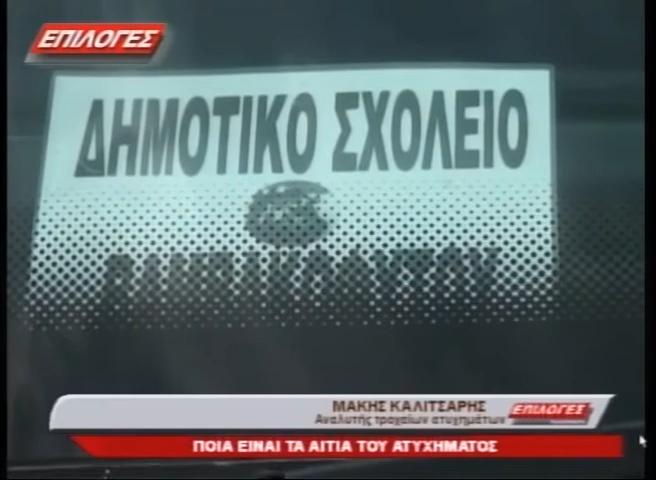 ΕΠΙΛΟΓΕΣ
ΔΗΜΟΤΙΚΟ ΣΧΟΛΕΙΟ
ΜΑΚΗΣ ΚΑΛΙΤΣΑΡΗΣ
Αναλυτής τροχαίων ατυχημάτων
ΕΠΙΛΟΓΕΣ
ΠΟΙΑ ΕΙΝΑΙ ΤΑ ΑΙΤΙΑ ΤΟΥ ΑΤΥΧΗΜΑΤΟΣ